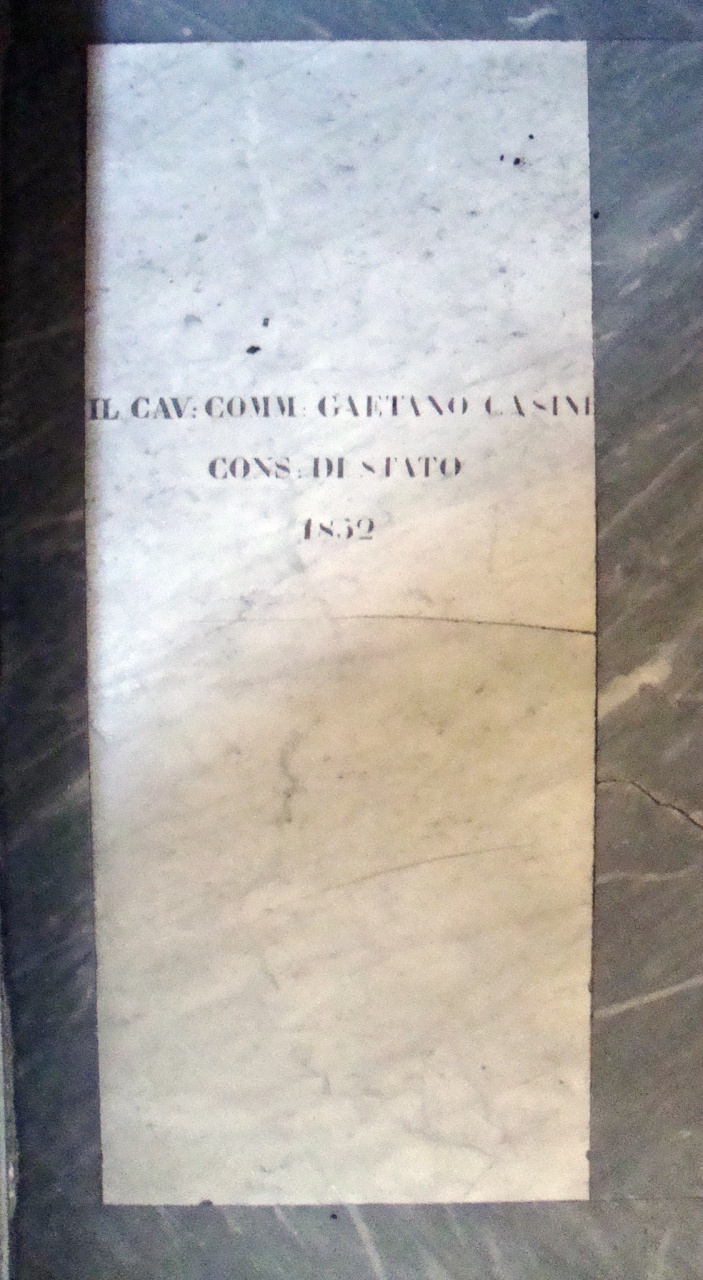 IL CAV: COMM: GAETANO CASINI
CONS: DI STATO
1852